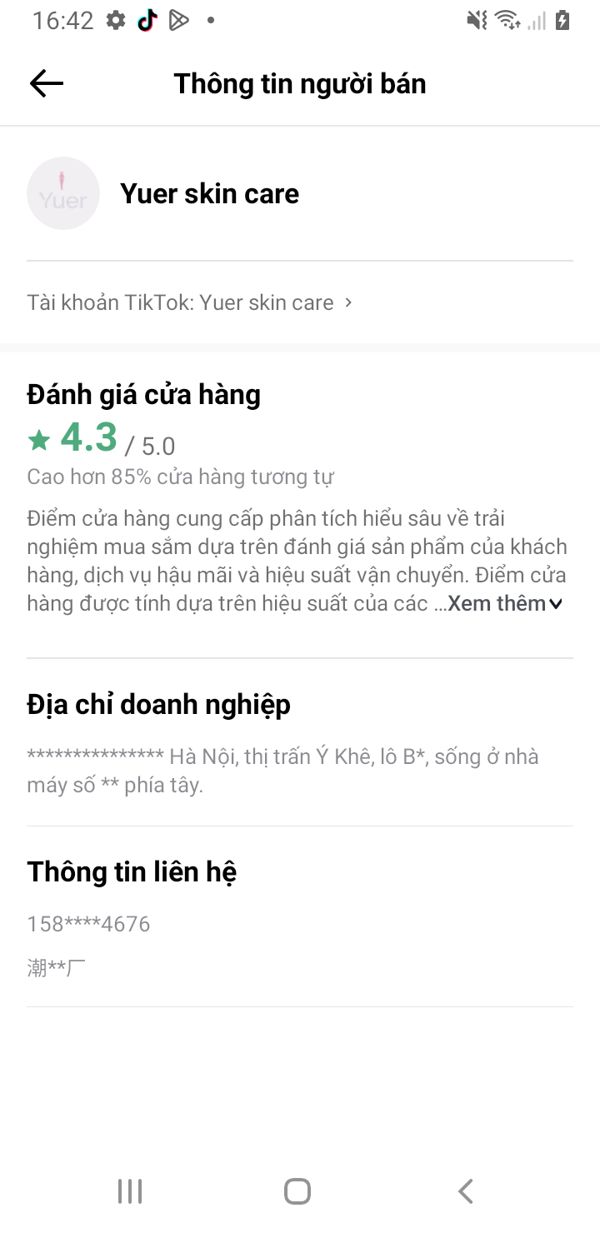 16:42
Thông tin người bán
Yuer
Yuer skin care
Tài khoản TikTok: Yuer skin care
Đánh giá cửa hàng
4.3 / 5.0
Cao hơn 85% cửa hàng tương tự
Điểm cửa hàng cung cấp phân tích hiểu sâu về trải
nghiệm mua sắm dựa trên đánh giá sản phẩm của khách
hàng, dịch vụ hậu mãi và hiệu suất vận chuyển. Điểm cửa
hàng được tính dựa trên hiệu suất của các ...Xem thêm
Địa chỉ doanh nghiệp
*************** Hà Nội, thị trấn Ý Khê, lô B*, sống ở nhà
máy số ** phía tây.
Thông tin liên hệ
158****4676
潮**厂